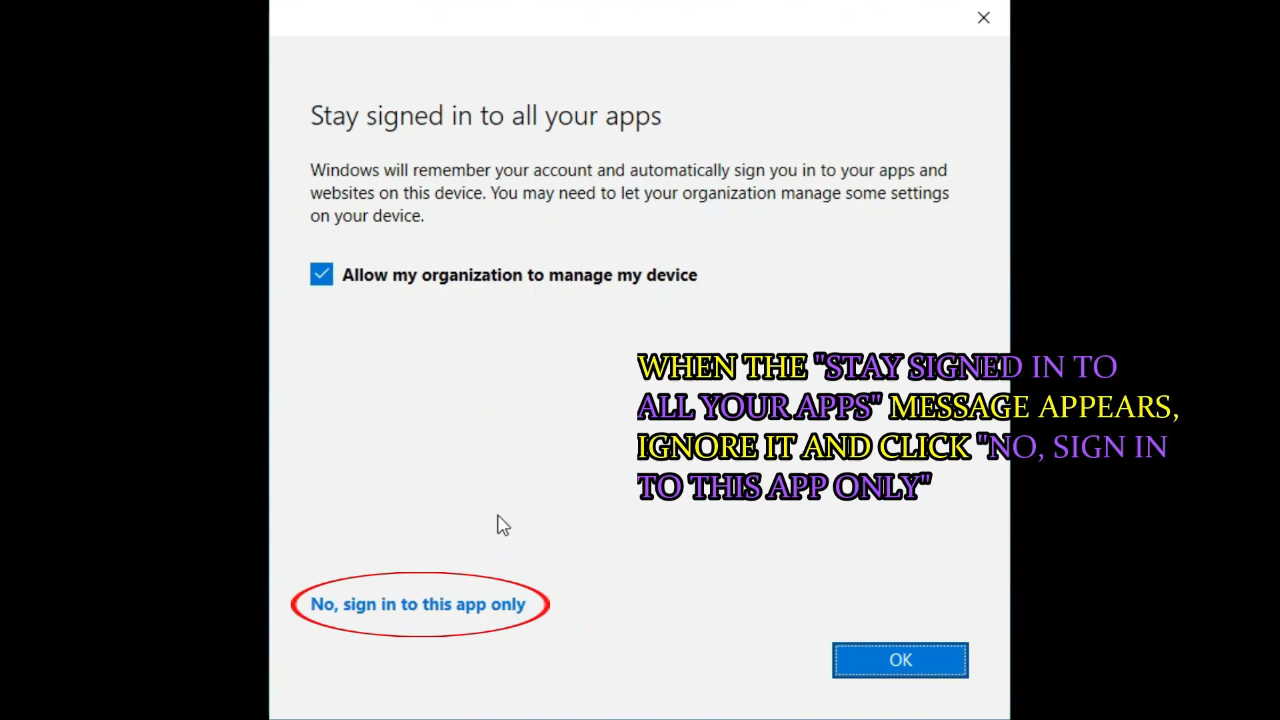 Stay signed in to all your apps
Windows will remember your account and automatically sign you in to your apps and
websites on this device. You may need to let your organization manage some settings
on your device.
Allow my organization to manage my device
WHEN THE "STAY SIGNED IN TO
ALL YOUR APPS" MESSAGE APPEARS,
IGNORE IT AND CLICK "NO, SIGN IN
TO THIS APP ONLY"
No, sign in to this app only
OK